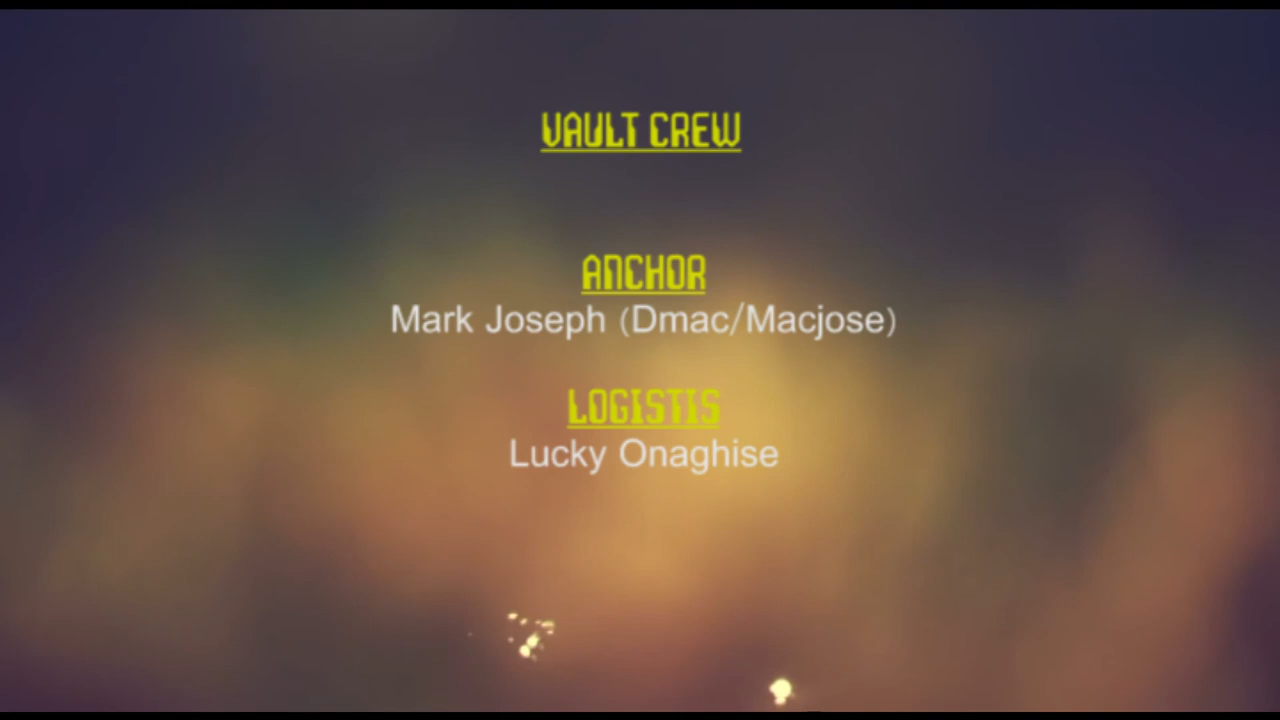 VAULT CREW
ANCHOR
Mark Joseph (Dmac/Macjose)
LOGISTIS
Lucky Onaghise